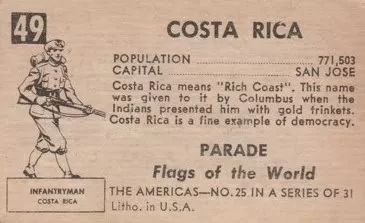 49
COSTA RICA
POPULATION 771,503
CAPITAL SAN JOSE
Costa Rica means "Rich Coast". This name
was given to it by Columbus when the
Indians presented him with gold trinkets.
Costa Rica is a fine example of democracy.
INFANTRYMAN
COSTA RICA
PARADE
Flags of the World
THE AMERICAS—NO. 25 IN A SERIES OF 31
Litho. in U.S.A.